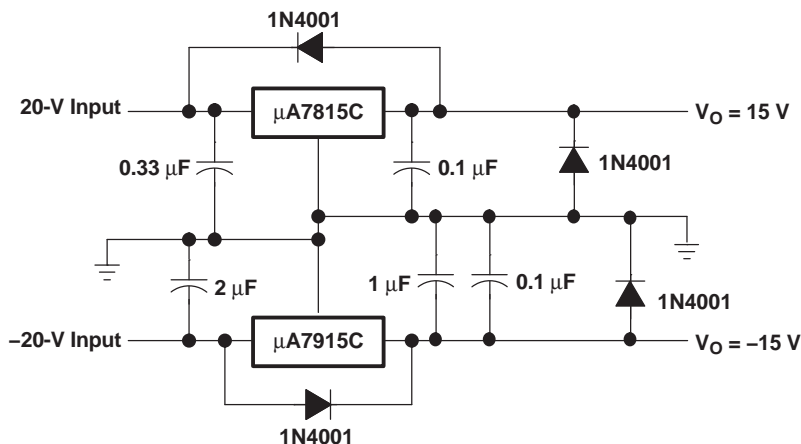 1N4001
20-V Input
μA7815C
VO = 15 V
0.33 μF
0.1 μF
1N4001
2 μF
1 μF
0.1 μF
1N4001
–20-V Input
μA7915C
VO = –15 V
1N4001